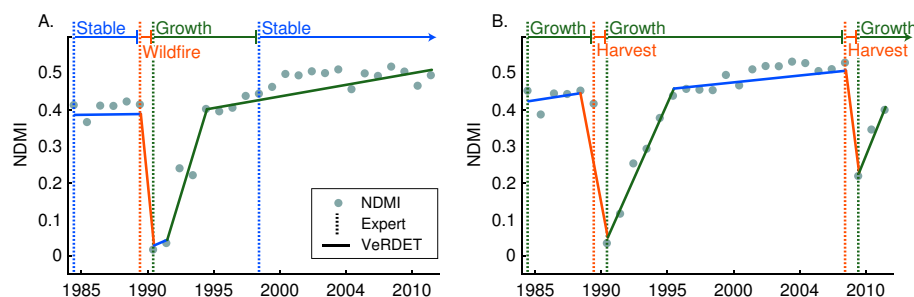 A.
Stable Growth Stable
Wildfire
0.5
0.4
0.3
0.2
0.1
0
NDMI
NDMI
Expert
VeRDET
1985 1990 1995 2000 2005 2010
B.
Growth Growth Growth
Harvest Harvest
0.5
0.4
0.3
0.2
0.1
0
NDMI
1985 1990 1995 2000 2005 2010